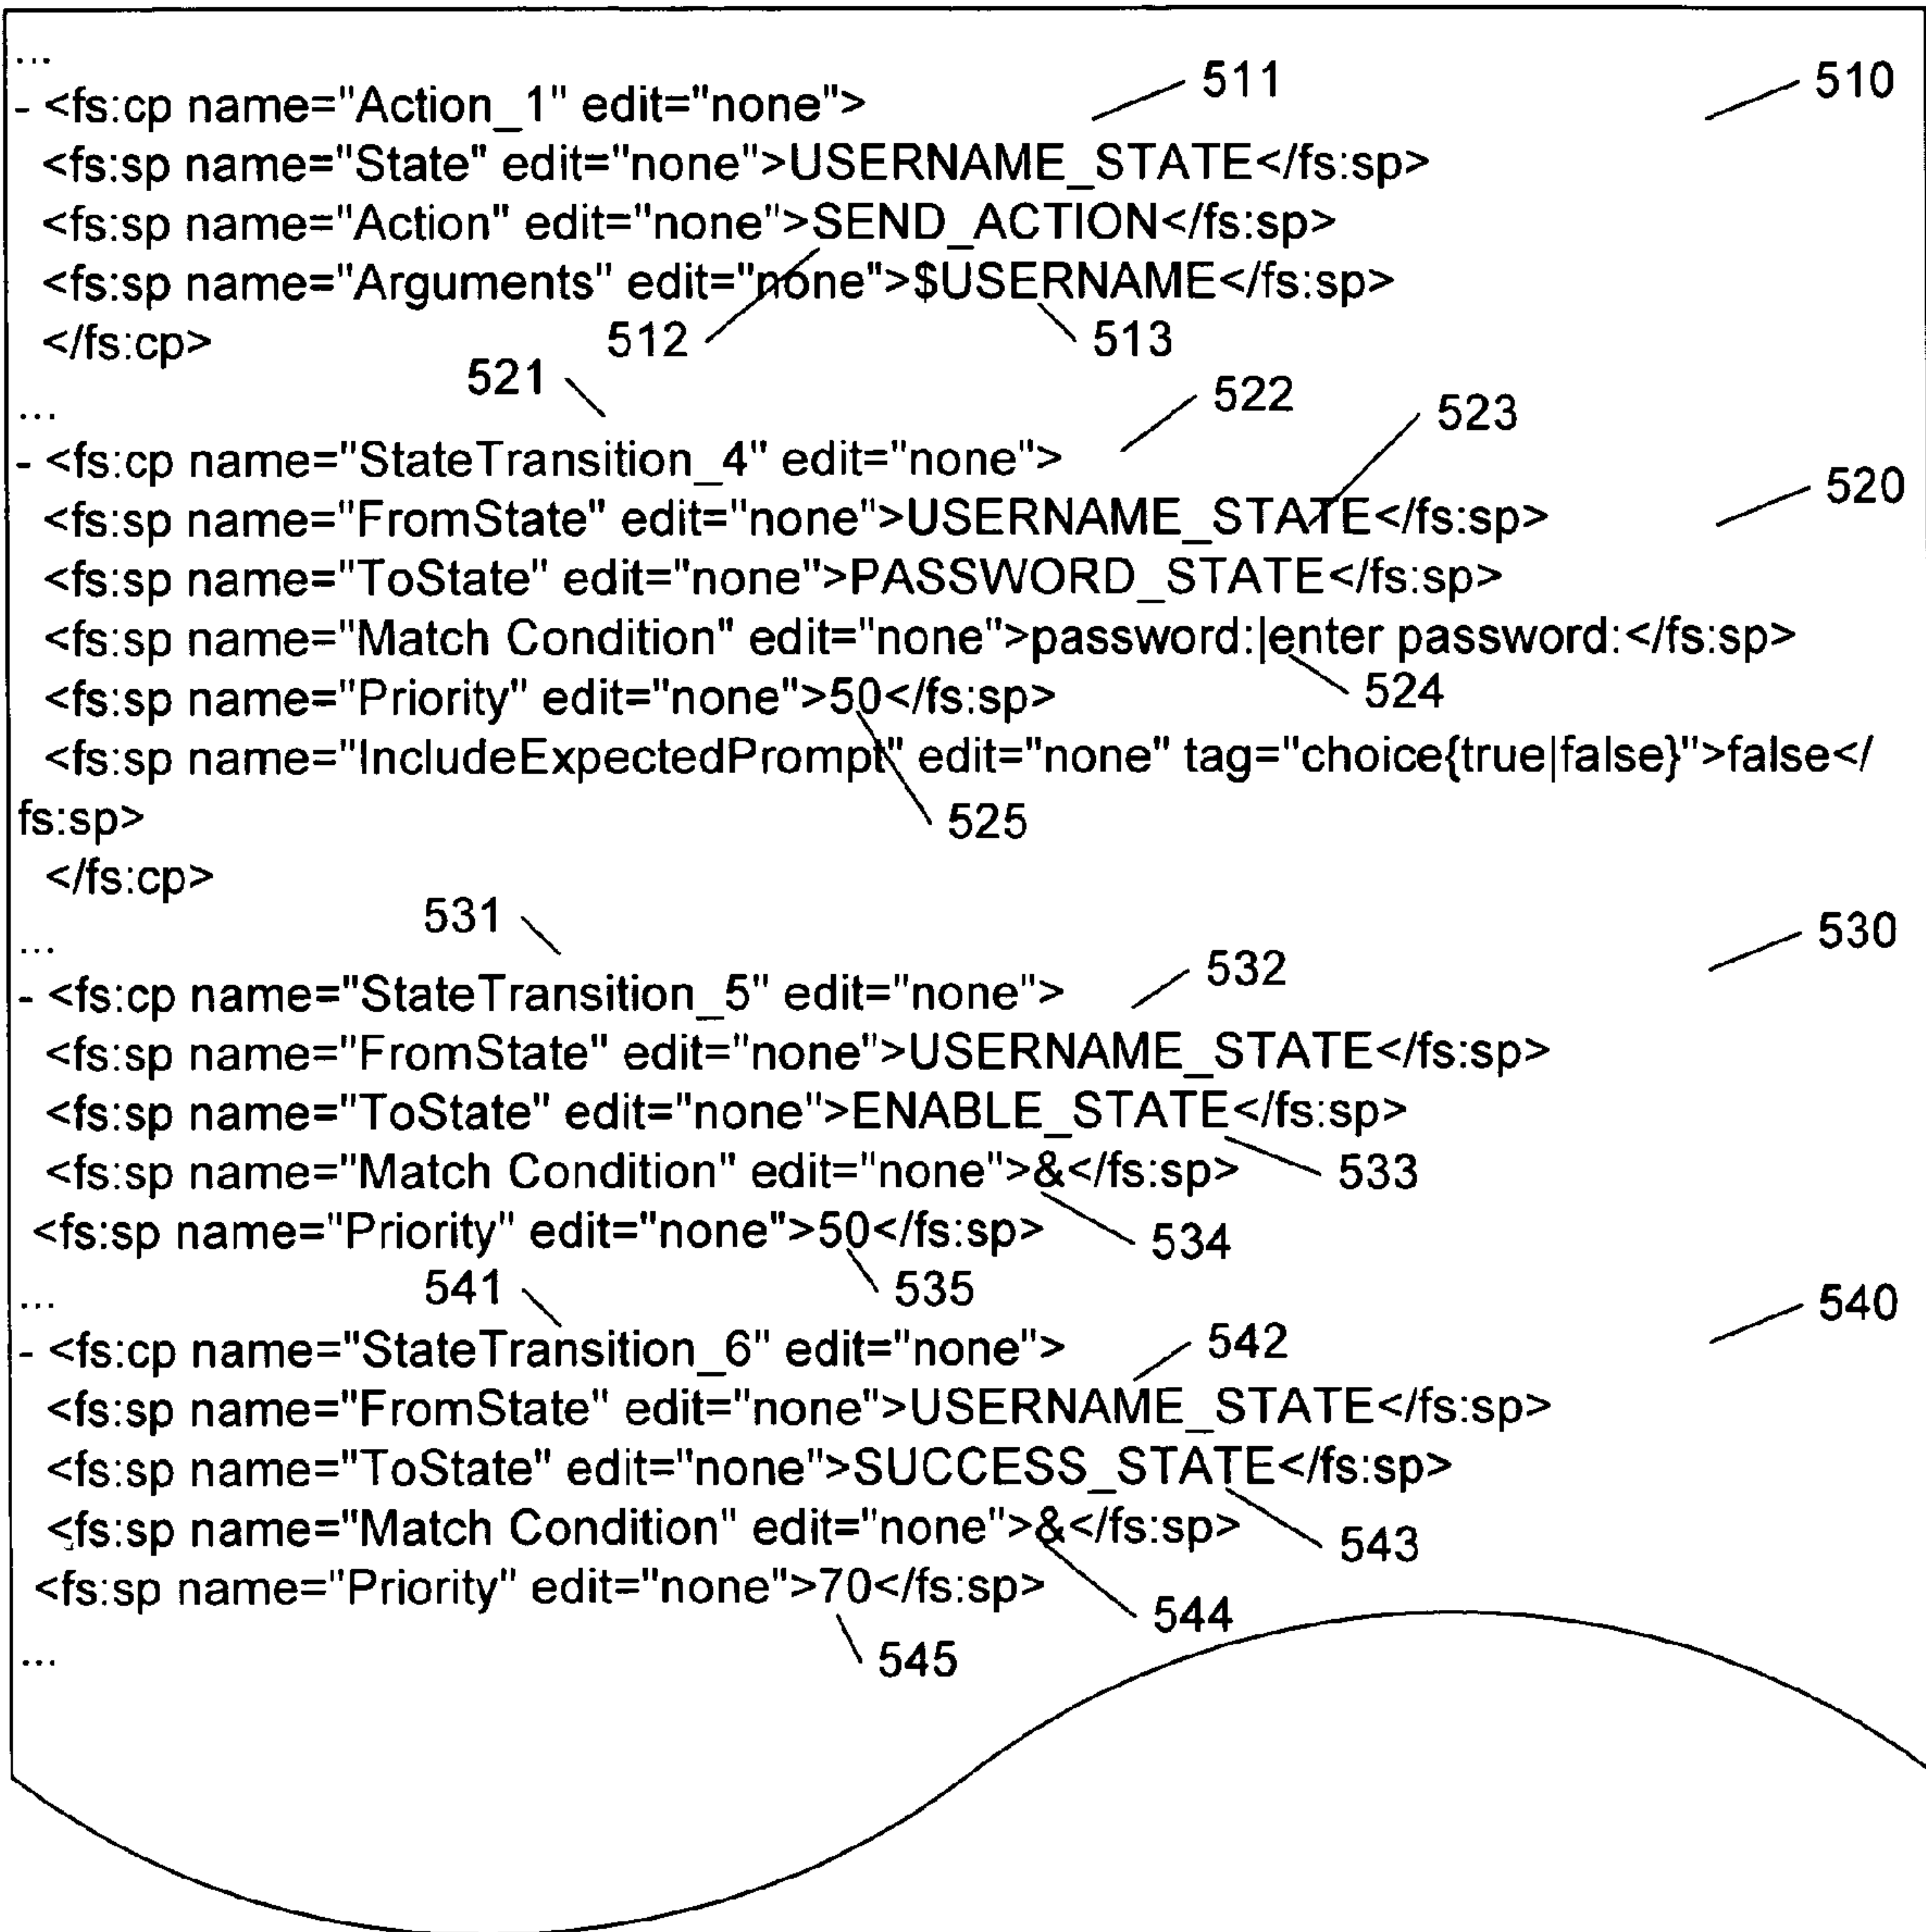 ...
511 510
- <fs:cp name="Action_1" edit="none">
<fs:sp name="State" edit="none">USERNAME_STATE</fs:sp>
<fs:sp name="Action" edit="none">SEND_ACTION</fs:sp>
<fs:sp name="Arguments" edit="none">$USERNAME</fs:sp>
</fs:cp> 512 513
521 522 523
...
- <fs:cp name="StateTransition_4" edit="none">
520
<fs:sp name="FromState" edit="none">USERNAME_STATE</fs:sp>
<fs:sp name="ToState" edit="none">PASSWORD_STATE</fs:sp>
<fs:sp name="Match Condition" edit="none">password:|enter password:</fs:sp>
<fs:sp name="Priority" edit="none">50</fs:sp> 524
<fs:sp name="IncludeExpectedPrompt" edit="none" tag="choice{true|false}">false</
fs:sp> 525
</fs:cp>
531 530
...
532
- <fs:cp name="StateTransition_5" edit="none">
<fs:sp name="FromState" edit="none">USERNAME_STATE</fs:sp>
<fs:sp name="ToState" edit="none">ENABLE_STATE</fs:sp>
<fs:sp name="Match Condition" edit="none">&</fs:sp> 533
<fs:sp name="Priority" edit="none">50</fs:sp> 534
541 535 540
...
- <fs:cp name="StateTransition_6" edit="none"> 542
<fs:sp name="FromState" edit="none">USERNAME_STATE</fs:sp>
<fs:sp name="ToState" edit="none">SUCCESS_STATE</fs:sp>
<fs:sp name="Match Condition" edit="none">&</fs:sp> 543
<fs:sp name="Priority" edit="none">70</fs:sp> 544
... 545